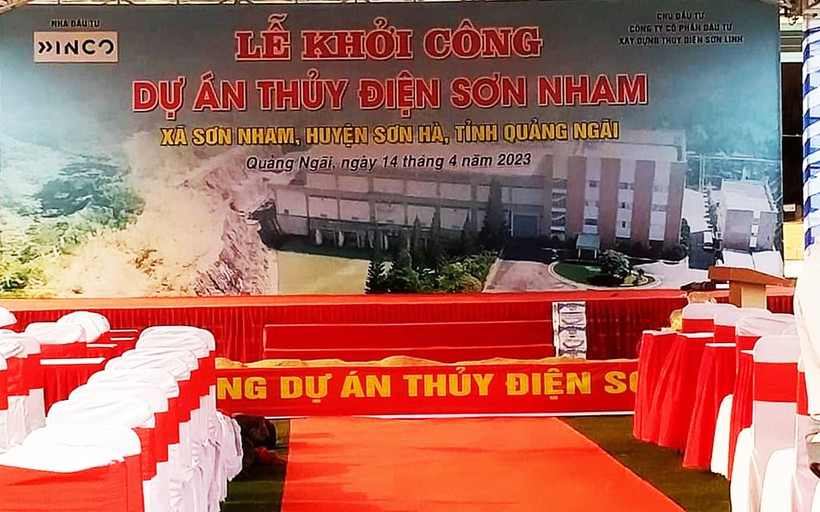 NHÀ ĐẦU TƯ
INCO
CHỦ ĐẦU TƯ
CÔNG TY CỔ PHẦN ĐẦU TƯ
XÂY DỰNG THỦY ĐIỆN SƠN LINH
LỄ KHỞI CÔNG
DỰ ÁN THỦY ĐIỆN SƠN NHAM
XÃ SƠN NHAM, HUYỆN SƠN HÀ, TỈNH QUẢNG NGÃI
Quảng Ngãi, ngày 14 tháng 4 năm 2023
NG DỰ ÁN THỦY ĐIỆN SƠ